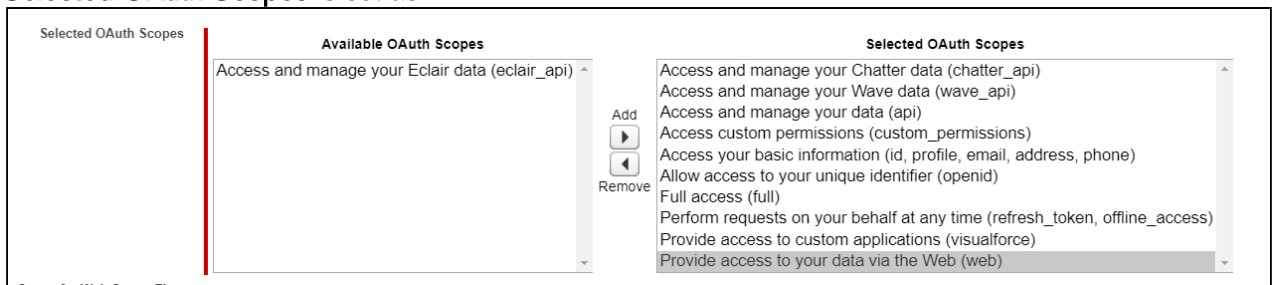 Selected OAuth Scopes
Available OAuth Scopes
Access and manage your Eclair data (eclair_api)
Add
Remove
Selected OAuth Scopes
Access and manage your Chatter data (chatter_api)
Access and manage your Wave data (wave_api)
Access and manage your data (api)
Access custom permissions (custom_permissions)
Access your basic information (id, profile, email, address, phone)
Allow access to your unique identifier (openid)
Full access (full)
Perform requests on your behalf at any time (refresh_token, offline_access)
Provide access to custom applications (visualforce)
Provide access to your data via the Web (web)